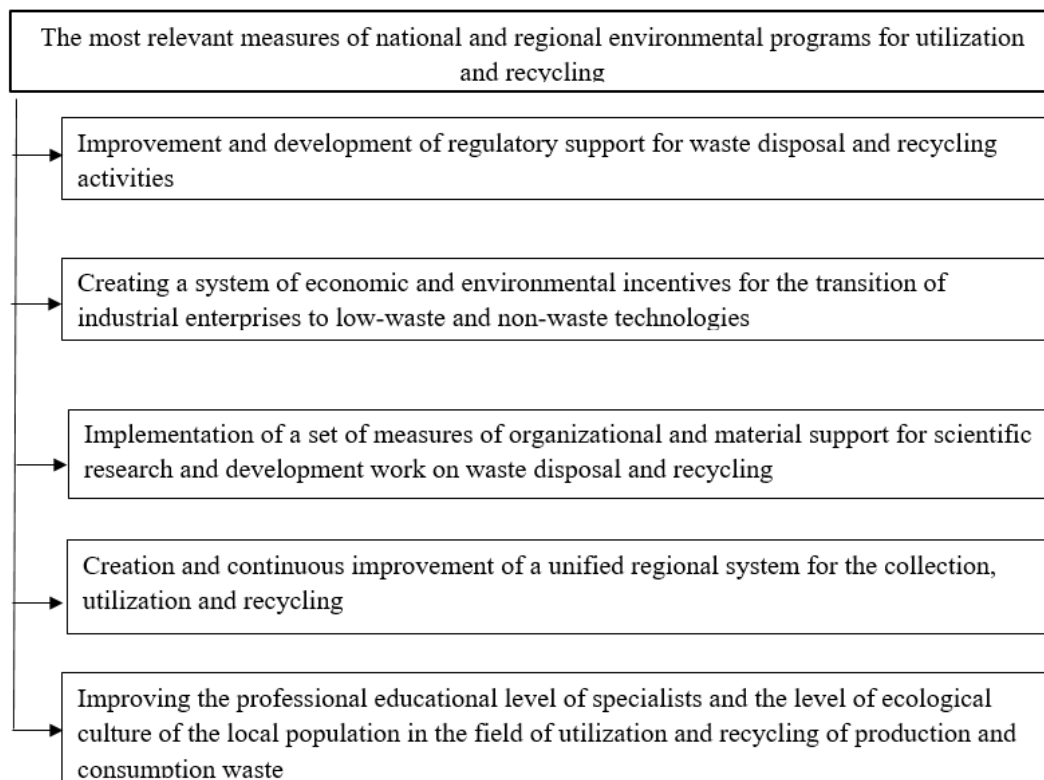 The most relevant measures of national and regional environmental programs for utilization
and recycling
Improvement and development of regulatory support for waste disposal and recycling
activities
Creating a system of economic and environmental incentives for the transition of
industrial enterprises to low-waste and non-waste technologies
Implementation of a set of measures of organizational and material support for scientific
research and development work on waste disposal and recycling
Creation and continuous improvement of a unified regional system for the collection,
utilization and recycling
Improving the professional educational level of specialists and the level of ecological
culture of the local population in the field of utilization and recycling of production and
consumption waste